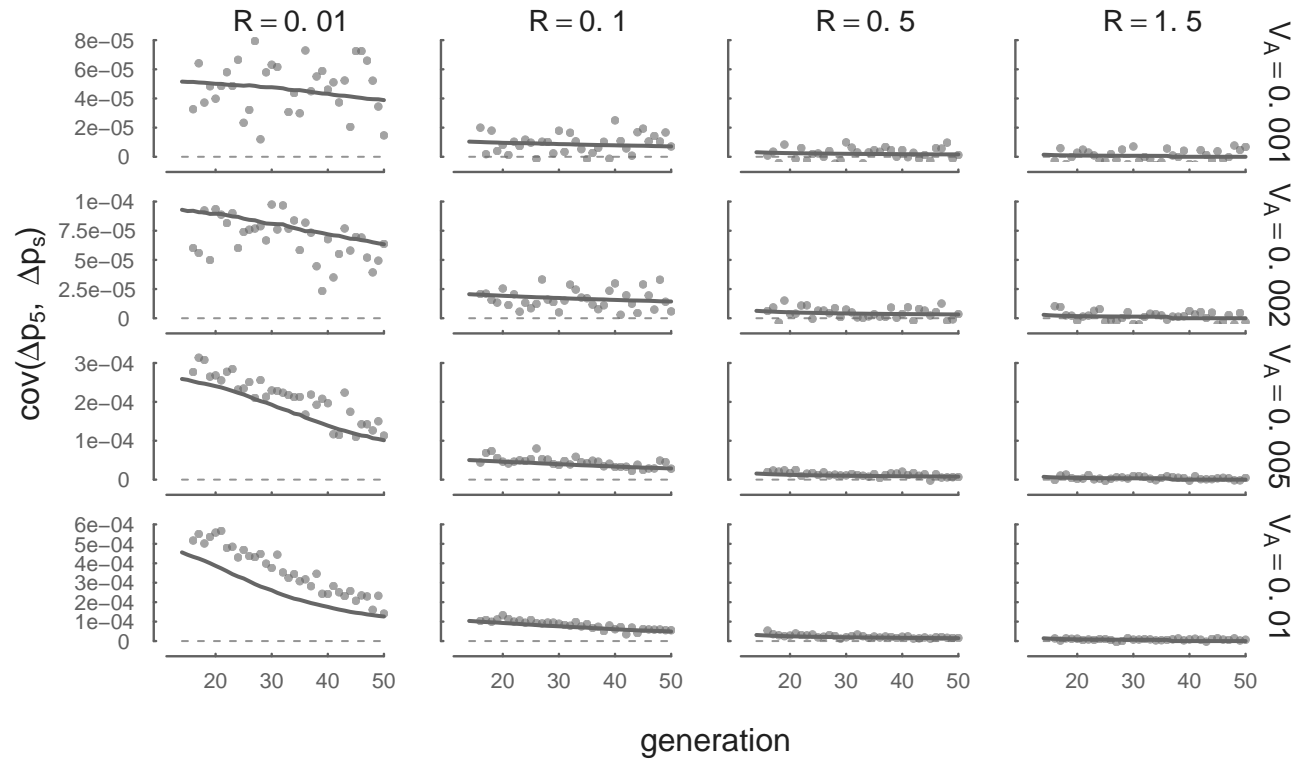 R = 0. 01 R = 0. 1 R = 0. 5 R = 1. 5
8e−05
6e−05
4e−05
2e−05
0
V_A = 0. 001
1e−04
7.5e−05
5e−05
2.5e−05
0
V_A = 0. 002
cov(Δp₅, Δpₛ)
3e−04
2e−04
1e−04
0
V_A = 0. 005
6e−04
5e−04
4e−04
3e−04
2e−04
1e−04
0
V_A = 0. 01
20 30 40 50 20 30 40 50 20 30 40 50 20 30 40 50
generation